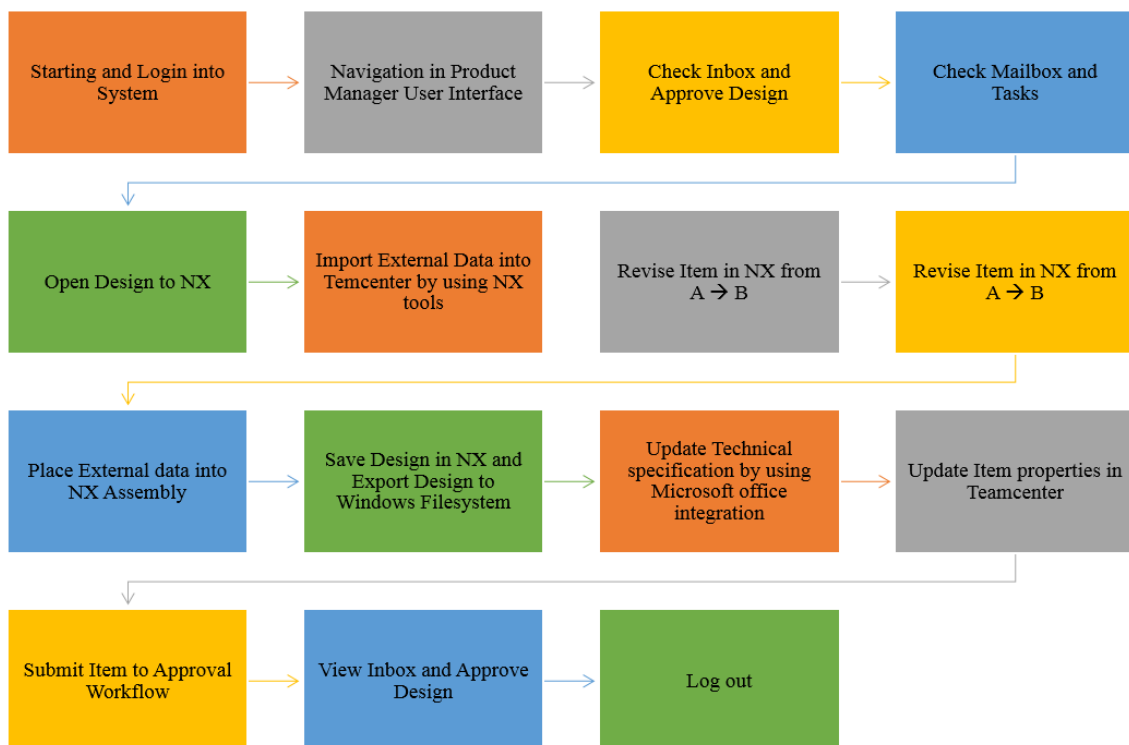 Starting and Login into
System
Navigation in Product
Manager User Interface
Check Inbox and
Approve Design
Check Mailbox and
Tasks
Open Design to NX
Import External Data into
Temcenter by using NX
tools
Revise Item in NX from
A → B
Revise Item in NX from
A → B
Place External data into
NX Assembly
Save Design in NX and
Export Design to
Windows Filesystem
Update Technical
specification by using
Microsoft office
integration
Update Item properties in
Teamcenter
Submit Item to Approval
Workflow
View Inbox and Approve
Design
Log out